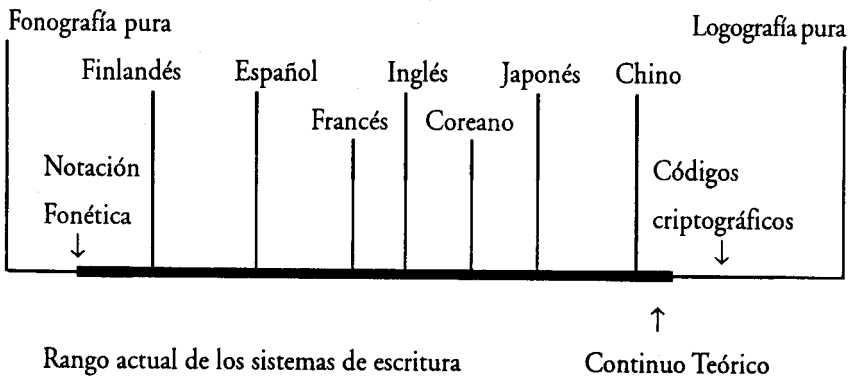 Fonografía pura
Logografía pura
Finlandés Español Inglés Japonés Chino
Francés Coreano
Notación
Fonética
Códigos
criptográficos
Rango actual de los sistemas de escritura
Continuo Teórico